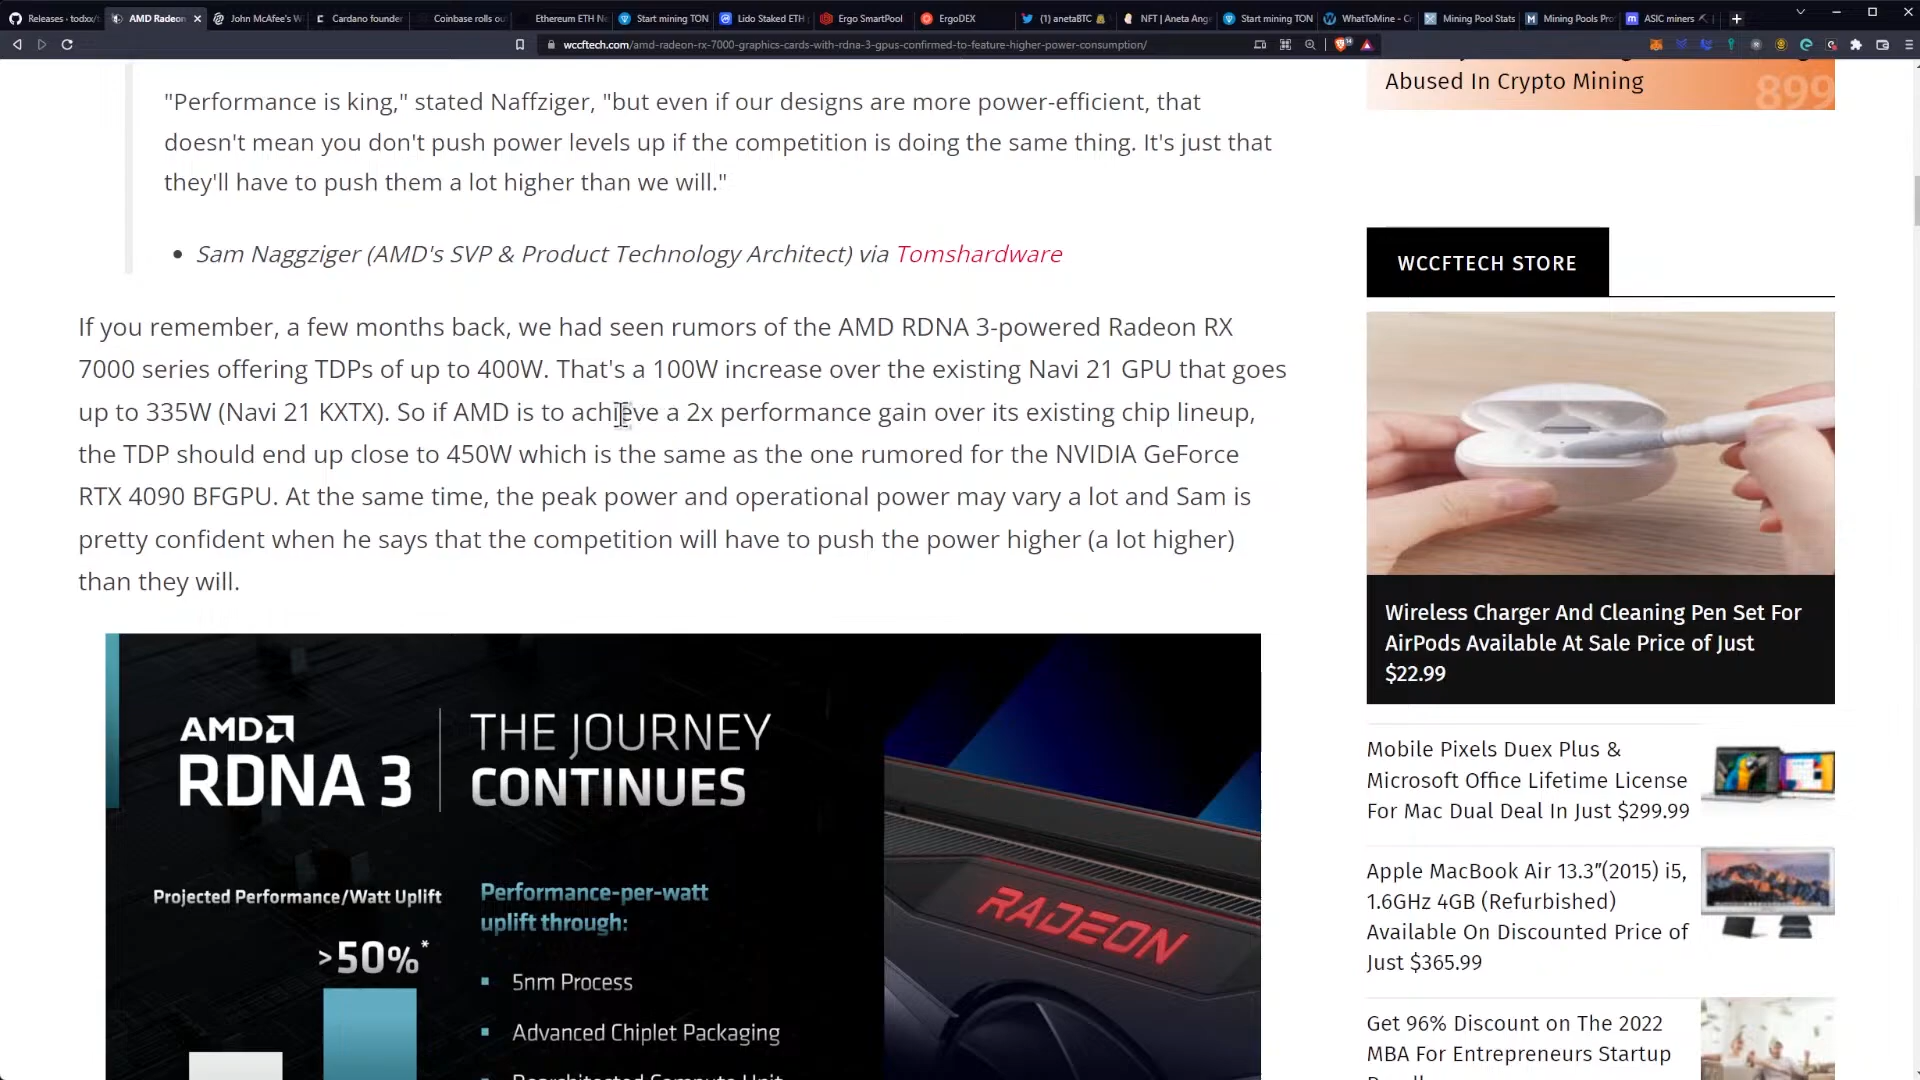 Releases · todxx/t
AMD Radeon
John McAfee's W
Cardano founder
Coinbase rolls ou
Ethereum ETH Ne
Start mining TON
Lido Staked ETH
Ergo SmartPool
ErgoDEX
(1) anetaBTC
NFT | Aneta Ang
Start mining TON
WhatToMine - Cr
Mining Pool Stats
Mining Pools Pro
ASIC miners
wccftech.com/amd-radeon-rx-7000-graphics-cards-with-rdna-3-gpus-confirmed-to-feature-higher-power-consumption/
"Performance is king," stated Naffziger, "but even if our designs are more power-efficient, that
doesn't mean you don't push power levels up if the competition is doing the same thing. It's just that
they'll have to push them a lot higher than we will."
• Sam Naggziger (AMD's SVP & Product Technology Architect) via Tomshardware
If you remember, a few months back, we had seen rumors of the AMD RDNA 3-powered Radeon RX
7000 series offering TDPs of up to 400W. That's a 100W increase over the existing Navi 21 GPU that goes
up to 335W (Navi 21 KXTX). So if AMD is to achieve a 2x performance gain over its existing chip lineup,
the TDP should end up close to 450W which is the same as the one rumored for the NVIDIA GeForce
RTX 4090 BFGPU. At the same time, the peak power and operational power may vary a lot and Sam is
pretty confident when he says that the competition will have to push the power higher (a lot higher)
than they will.
AMD
RDNA 3
THE JOURNEY
CONTINUES
Projected Performance/Watt Uplift
>50%*
Performance-per-watt
uplift through:
5nm Process
Advanced Chiplet Packaging
Rearchitected Compute Unit
RADEON
Abused In Crypto Mining
899
WCCFTECH STORE
Wireless Charger And Cleaning Pen Set For
AirPods Available At Sale Price of Just
$22.99
Mobile Pixels Duex Plus &
Microsoft Office Lifetime License
For Mac Dual Deal In Just $299.99
Apple MacBook Air 13.3″(2015) i5,
1.6GHz 4GB (Refurbished)
Available On Discounted Price of
Just $365.99
Get 96% Discount on The 2022
MBA For Entrepreneurs Startup